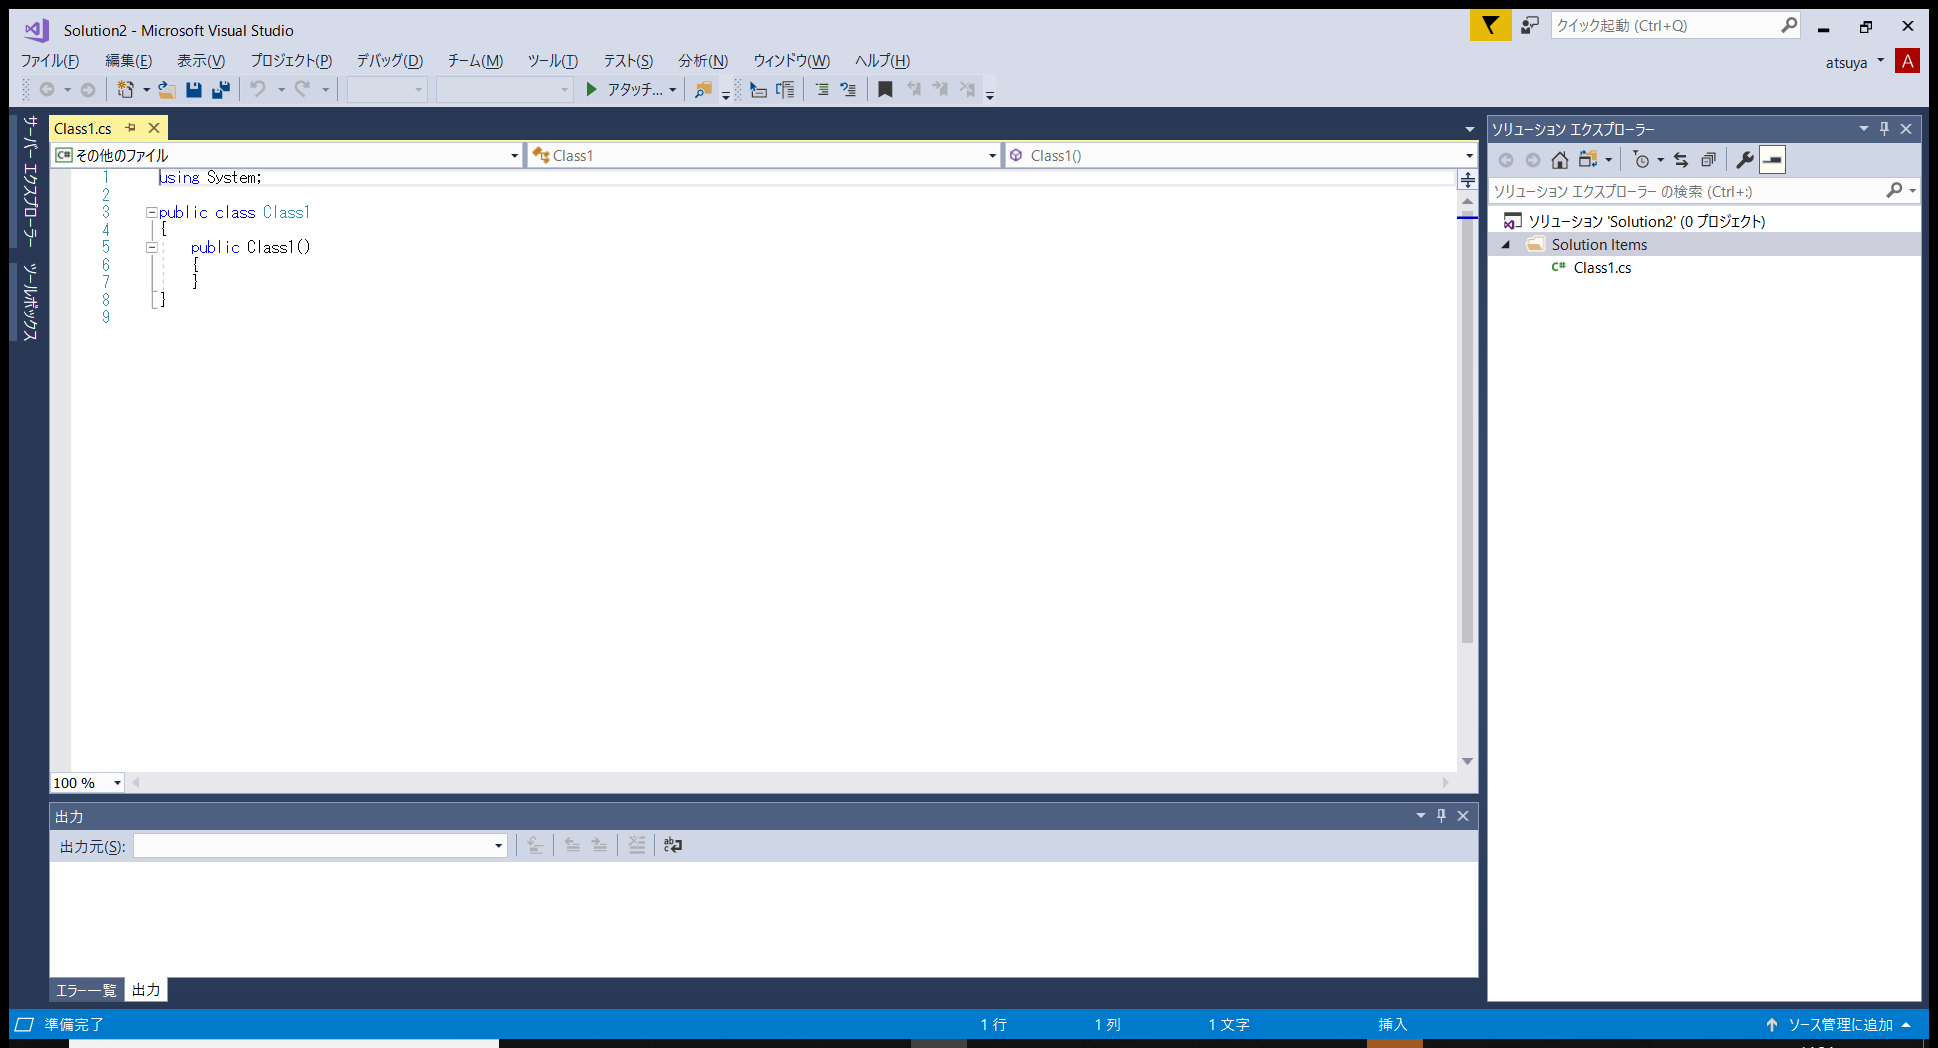 Solution2 - Microsoft Visual Studio
クイック起動 (Ctrl+Q)
ファイル(F) 編集(E) 表示(V) プロジェクト(P) デバッグ(D) チーム(M) ツール(T) テスト(S) 分析(N) ウィンドウ(W) ヘルプ(H)
atsuya
A
アタッチ...
サーバー エクスプローラー
ツールボックス
Class1.cs
C# その他のファイル
Class1
Class1()
1 using System;
2
3 public class Class1
4 {
5 public Class1()
6 {
7 }
8 }
9
100 %
出力
出力元(S):
エラー一覧 出力
ソリューション エクスプローラー
ソリューション エクスプローラー の検索 (Ctrl+:)
ソリューション 'Solution2' (0 プロジェクト)
Solution Items
C# Class1.cs
準備完了
1 行
1 列
1 文字
挿入
ソース管理に追加